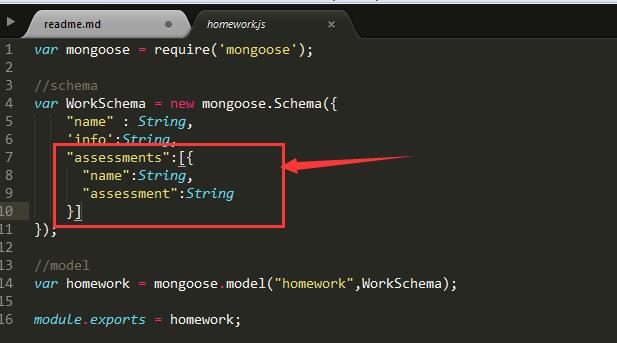 readme.md
homework.js
1 var mongoose = require('mongoose');
2
3 //schema
4 var WorkSchema = new mongoose.Schema({
5 "name" : String,
6 'info':String,
7 "assessments":[{
8 "name":String,
9 "assessment":String
10 }]
11 });
12
13 //model
14 var homework = mongoose.model("homework",WorkSchema);
15
16 module.exports = homework;